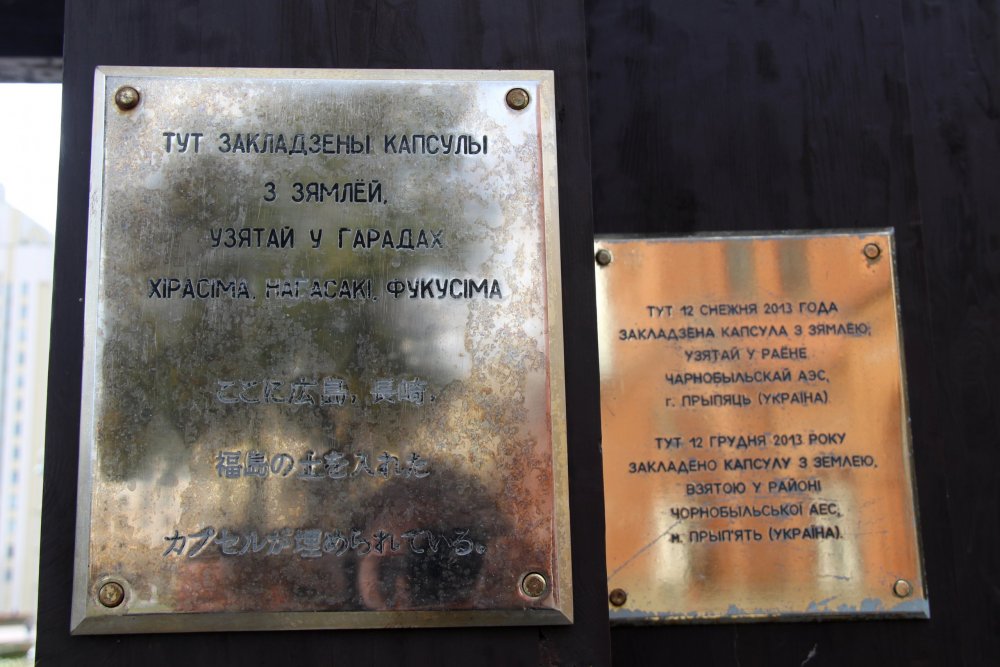 ТУТ ЗАКЛАДЗЕНЫ КАПСУЛЫ
З ЗЯМЛЁЙ,
УЗЯТАЙ У ГАРАДАХ
ХІРАСІМА, НАГАСАКІ, ФУКУСІМА
ここに広島, 長崎,
福島の土を入れた
カプセルが埋められている。
ТУТ 12 СНЕЖНЯ 2013 ГОДА
ЗАКЛАДЗЕНА КАПСУЛА З ЗЯМЛЕЮ,
УЗЯТАЙ У РАЁНЕ
ЧАРНОБЫЛЬСКАЙ АЭС,
г. ПРЫПЯЦЬ (УКРАІНА)
ТУТ 12 ГРУДНЯ 2013 РОКУ
ЗАКЛАДЕНО КАПСУЛУ З ЗЕМЛЕЮ,
ВЗЯТОЮ У РАЙОНІ
ЧОРНОБЫЛЬСЬКОЇ АЕС,
м. ПРЫП'ЯТЬ (УКРАЇНА).